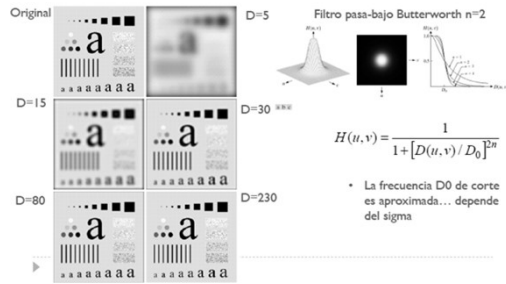 Original
D=5
Filtro pasa-bajo Butterworth n=2
H(u, v)
D=15
D=30
a b c
H(u,v) = 1 / 1+[D(u,v)/D₀]²ⁿ
• La frecuencia D0 de corte
es aproximada… depende
del sigma
D=80
D=230
a
a
a
a
a
a
a a a a a a a a
a a a a a a a a
a a a a a a a a
a a a a a a a a
a a a a a a a a